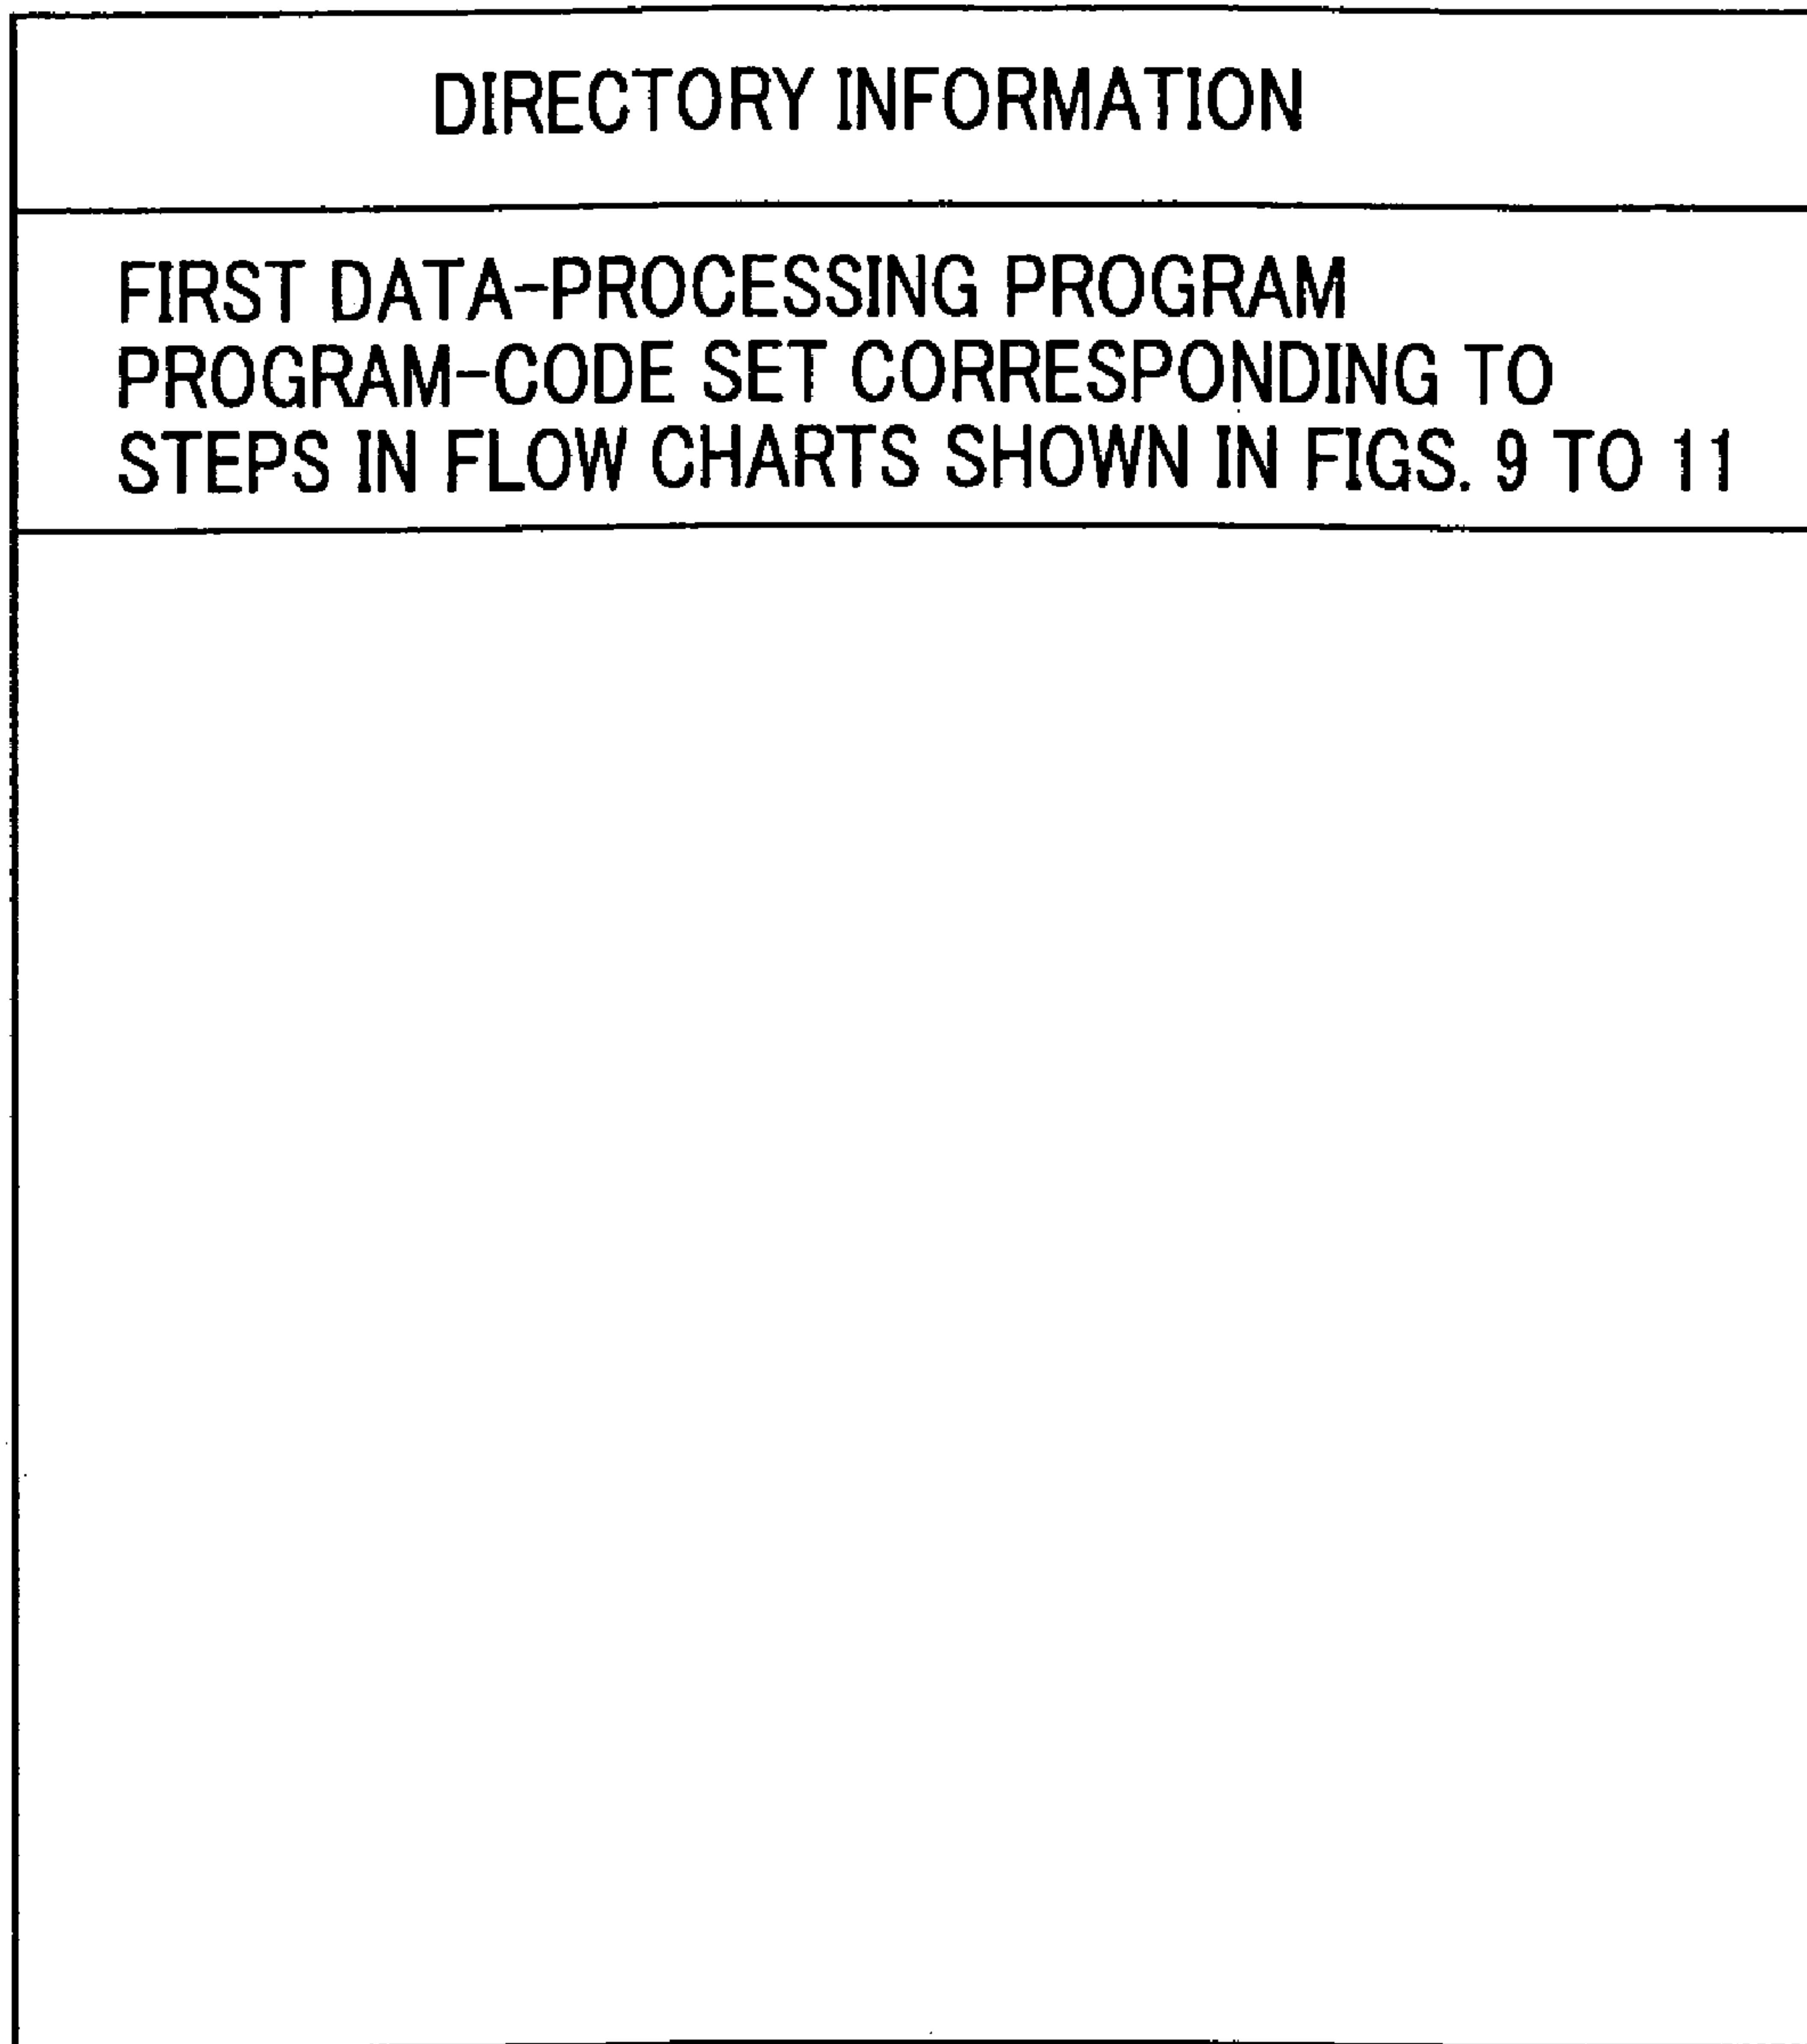 DIRECTORY INFORMATION
FIRST DATA-PROCESSING PROGRAM
PROGRAM-CODE SET CORRESPONDING TO
STEPS IN FLOW CHARTS SHOWN IN FIGS. 9 TO 11